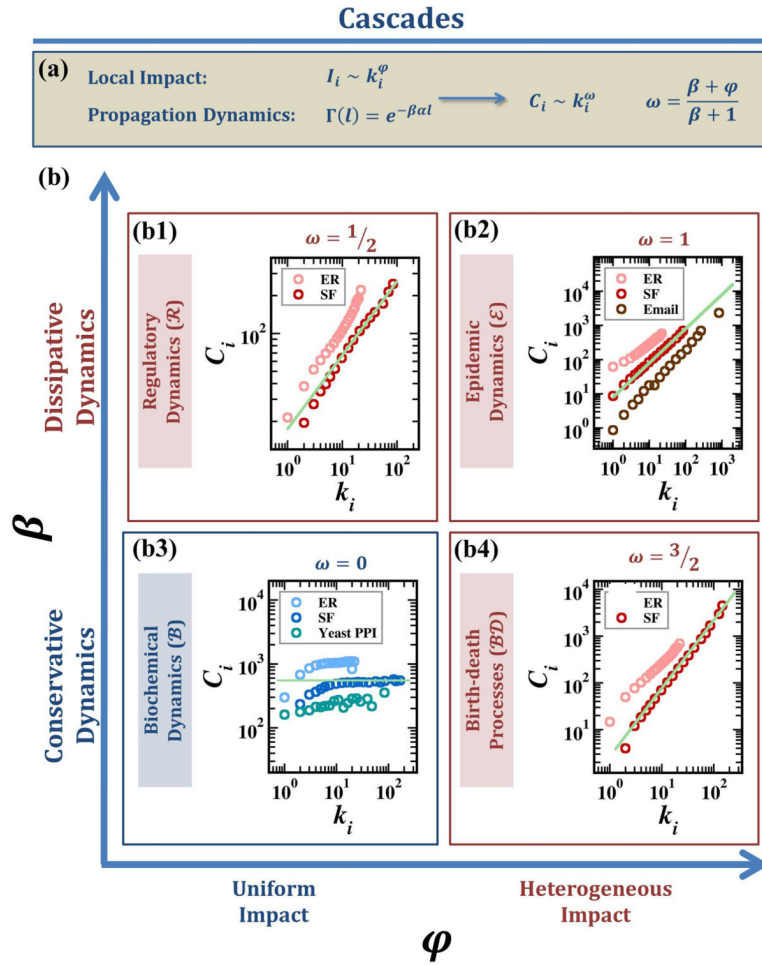 Cascades
(a)
Local Impact: I_i ~ k_i^φ
Propagation Dynamics: Γ(l) = e^{−βαl}
C_i ~ k_i^ω
ω = (β + φ)/(β + 1)
(b)
Dissipative Dynamics
Conservative Dynamics
β
(b1)
ω = 1/2
Regulatory
Dynamics (ℛ)
ER
SF
C_i
10^2
10^0 10^1 10^2
k_i
(b2)
ω = 1
Epidemic
Dynamics (ℰ)
ER
SF
Email
C_i
10^4
10^3
10^2
10^1
10^0
10^0 10^1 10^2 10^3
k_i
(b3)
ω = 0
Biochemical
Dynamics (ℬ)
ER
SF
Yeast PPI
C_i
10^4
10^3
10^2
10^0 10^1 10^2
k_i
(b4)
ω = 3/2
Birth-death
Processes (ℬ𝒟)
ER
SF
C_i
10^4
10^3
10^2
10^1
10^0 10^1 10^2
k_i
Uniform
Impact
Heterogeneous
Impact
φ